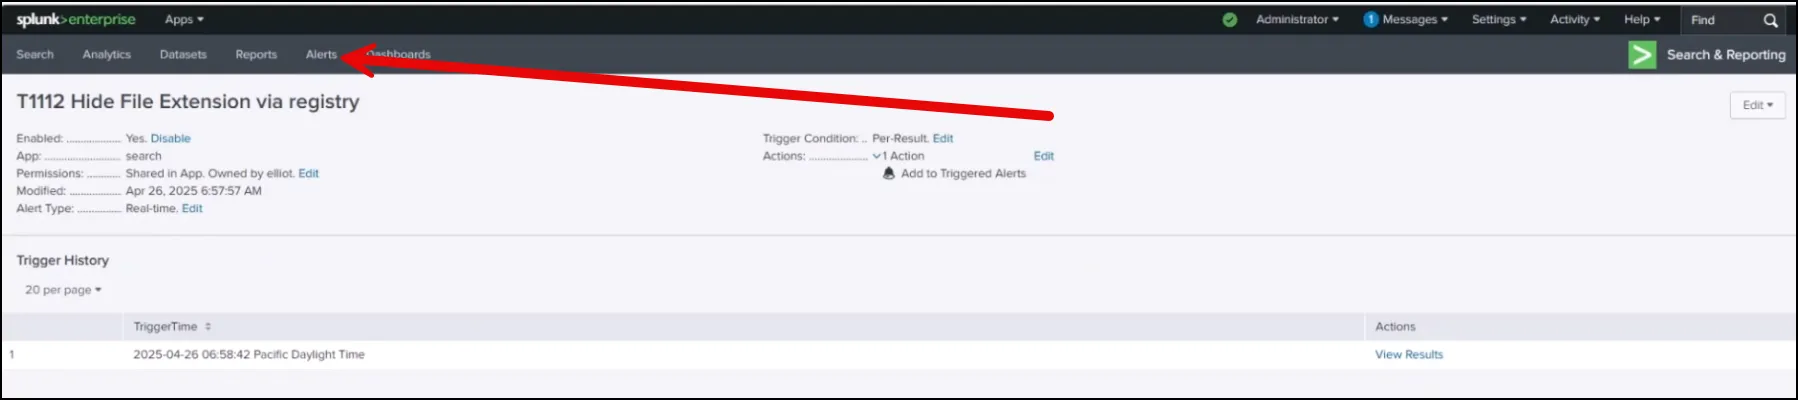 splunk>enterprise Apps Administrator 1 Messages Settings Activity Help Find
Search Analytics Datasets Reports Alerts Dashboards Search & Reporting
T1112 Hide File Extension via registry
Edit
Enabled: .................... Yes. Disable
Trigger Condition: .. Per-Result. Edit
App: ............................ search
Actions: ..................... 1 Action Edit
Permissions: ............. Shared in App. Owned by elliot. Edit
Add to Triggered Alerts
Modified: ................... Apr 26, 2025 6:57:57 AM
Alert Type: ................ Real-time. Edit
Trigger History
20 per page
TriggerTime Actions
1 2025-04-26 06:58:42 Pacific Daylight Time View Results